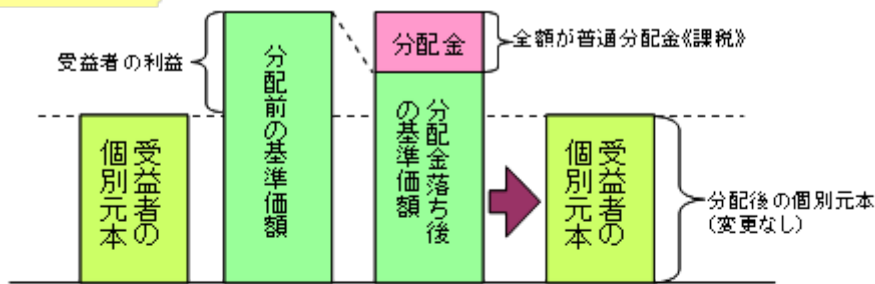 受益者の利益
分配前の基準価額
分配金
全額が普通分配金《課税》
受益者の
個別元本
分配金落ち後
の基準価額
受益者の
個別元本
分配後の個別元本
(変更なし)